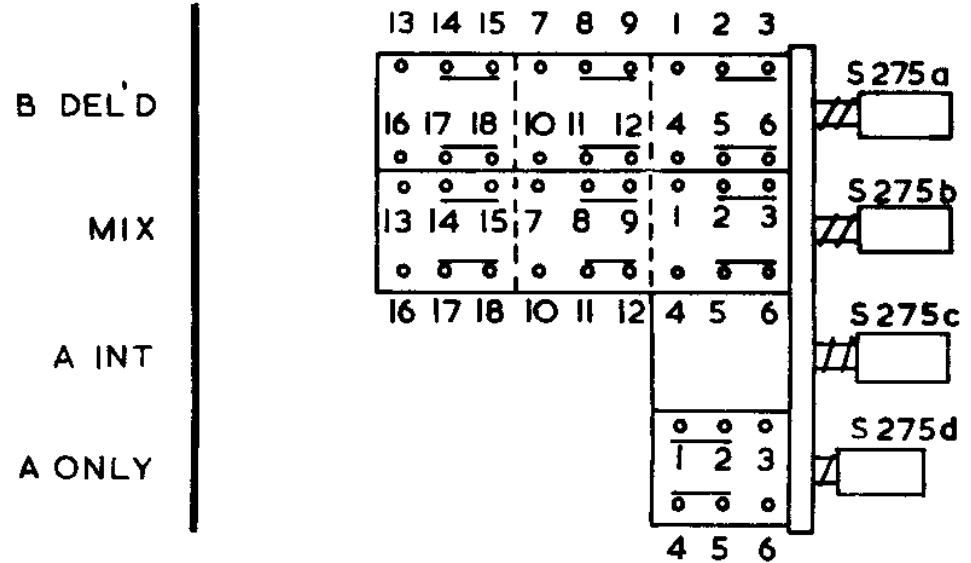 13 14 15 7 8 9 1 2 3
S275a
B DEL'D
16 17 18 10 11 12 4 5 6
S275b
MIX
13 14 15 7 8 9 1 2 3
16 17 18 10 11 12 4 5 6
S275c
A INT
S275d
A ONLY
1 2 3
4 5 6